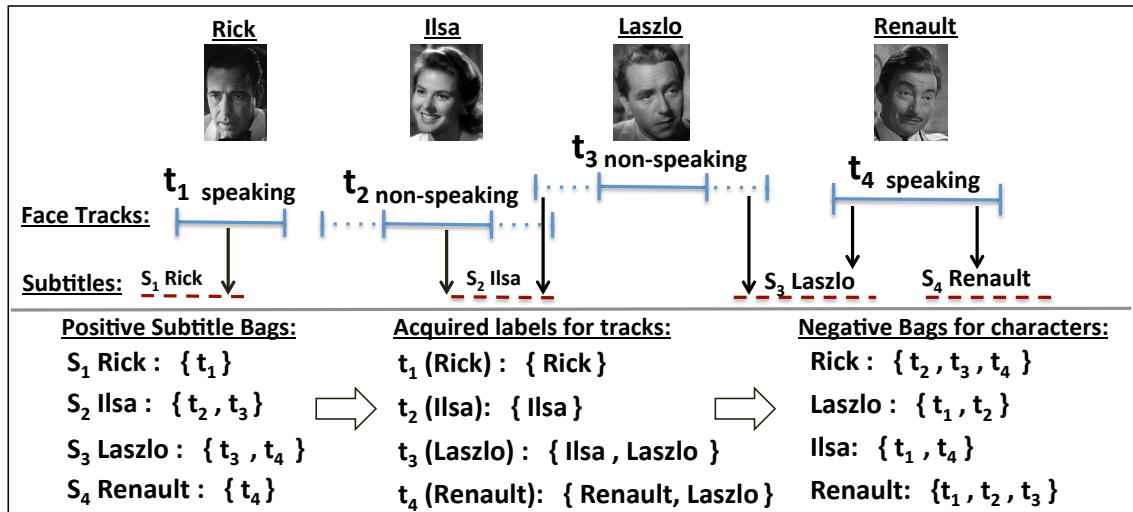 Rick Ilsa Laszlo Renault
t3 non-speaking
t1 speaking t2 non-speaking t4 speaking
Face Tracks:
Subtitles: S1 Rick S2 Ilsa S3 Laszlo S4 Renault
Positive Subtitle Bags:
S1 Rick : { t1 }
S2 Ilsa : { t2 , t3 }
S3 Laszlo : { t3 , t4 }
S4 Renault : { t4 }
Acquired labels for tracks:
t1 (Rick) : { Rick }
t2 (Ilsa): { Ilsa }
t3 (Laszlo) : { Ilsa , Laszlo }
t4 (Renault): { Renault, Laszlo }
Negative Bags for characters:
Rick : { t2 , t3 , t4 }
Laszlo : { t1 , t2 }
Ilsa: { t1 , t4 }
Renault: {t1 , t2 , t3 }